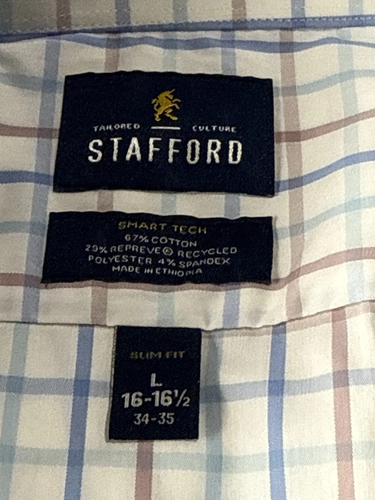 TAILORED — CULTURE
STAFFORD
SMART TECH
67% COTTON
29% REPREVE® RECYCLED
POLYESTER 4% SPANDEX
MADE IN ETHIOPIA
SLIM FIT
L
16-16½
34-35